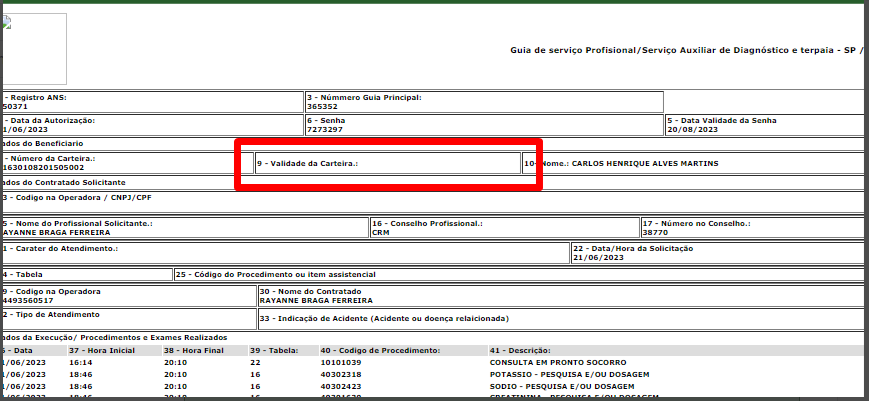 Guia de serviço Profisional/Serviço Auxiliar de Diagnóstico e terpaia - SP /
- Registro ANS:
50371
3 - Númmero Guia Principal:
365352
- Data da Autorização:
1/06/2023
6 - Senha
7273297
5 - Data Validade da Senha
20/08/2023
ados do Beneficiario
- Número da Carteira.:
1630108201505002
9 - Validade da Carteira.:
10- Nome.: CARLOS HENRIQUE ALVES MARTINS
ados do Contratado Solicitante
3 - Codigo na Operadora / CNPJ/CPF
5 - Nome do Profissional Solicitante.:
AYANNE BRAGA FERREIRA
16 - Conselho Profissional.:
CRM
17 - Número no Conselho.:
38770
1 - Carater do Atendimento.:
22 - Data/Hora da Solicitação
21/06/2023
4 - Tabela
25 - Código do Procedimento ou item assistencial
9 - Codigo na Operadora
4493560517
30 - Nome do Contratado
RAYANNE BRAGA FERREIRA
2 - Tipo de Atendimento
33 - Indicação de Acidente (Acidente ou doença relaicionada)
ados da Execução/ Procedimentos e Exames Realizados
6 - Data 37 - Hora Inicial 38 - Hora Final 39 - Tabela: 40 - Codigo de Procedimento: 41 - Descrição:
1/06/2023 16:14 20:10 22 10101039 CONSULTA EM PRONTO SOCORRO
1/06/2023 18:46 20:10 16 40302318 POTASSIO - PESQUISA E/OU DOSAGEM
1/06/2023 18:46 20:10 16 40302423 SODIO - PESQUISA E/OU DOSAGEM